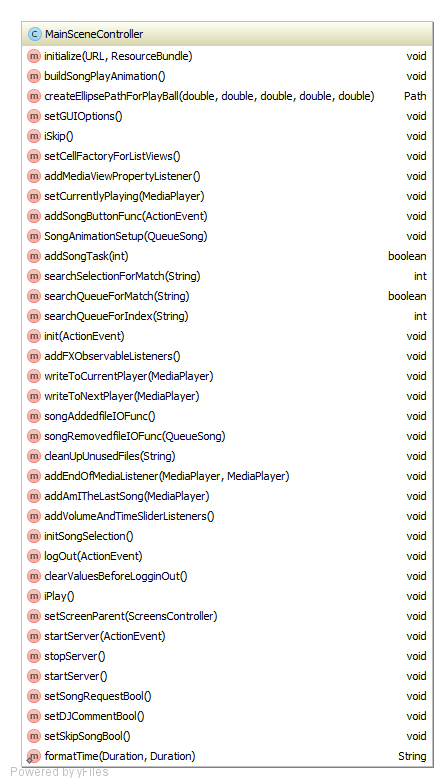 C MainSceneController
m initialize(URL, ResourceBundle) void
m buildSongPlayAnimation() void
m createEllipsePathForPlayBall(double, double, double, double, double) Path
m setGUIOptions() void
m iSkip() void
m setCellFactoryForListViews() void
m addMediaViewPropertyListener() void
m setCurrentlyPlaying(MediaPlayer) void
m addSongButtonFunc(ActionEvent) void
m SongAnimationSetup(QueueSong) void
m addSongTask(int) boolean
m searchSelectionForMatch(String) int
m searchQueueForMatch(String) boolean
m searchQueueForIndex(String) int
m init(ActionEvent) void
m addFXObservableListeners() void
m writeToCurrentPlayer(MediaPlayer) void
m writeToNextPlayer(MediaPlayer) void
m songAddedfileIOFunc() void
m songRemovedfileIOFunc(QueueSong) void
m cleanUpUnusedFiles(String) void
m addEndOfMediaListener(MediaPlayer, MediaPlayer) void
m addAmITheLastSong(MediaPlayer) void
m addVolumeAndTimeSliderListeners() void
m initSongSelection() void
m logOut(ActionEvent) void
m clearValuesBeforeLogginOut() void
m iPlay() void
m setScreenParent(ScreensController) void
m startServer(ActionEvent) void
m stopServer() void
m startServer() void
m setSongRequestBool() void
m setDJCommentBool() void
m setSkipSongBool() void
m formatTime(Duration, Duration) String
Powered by yFiles